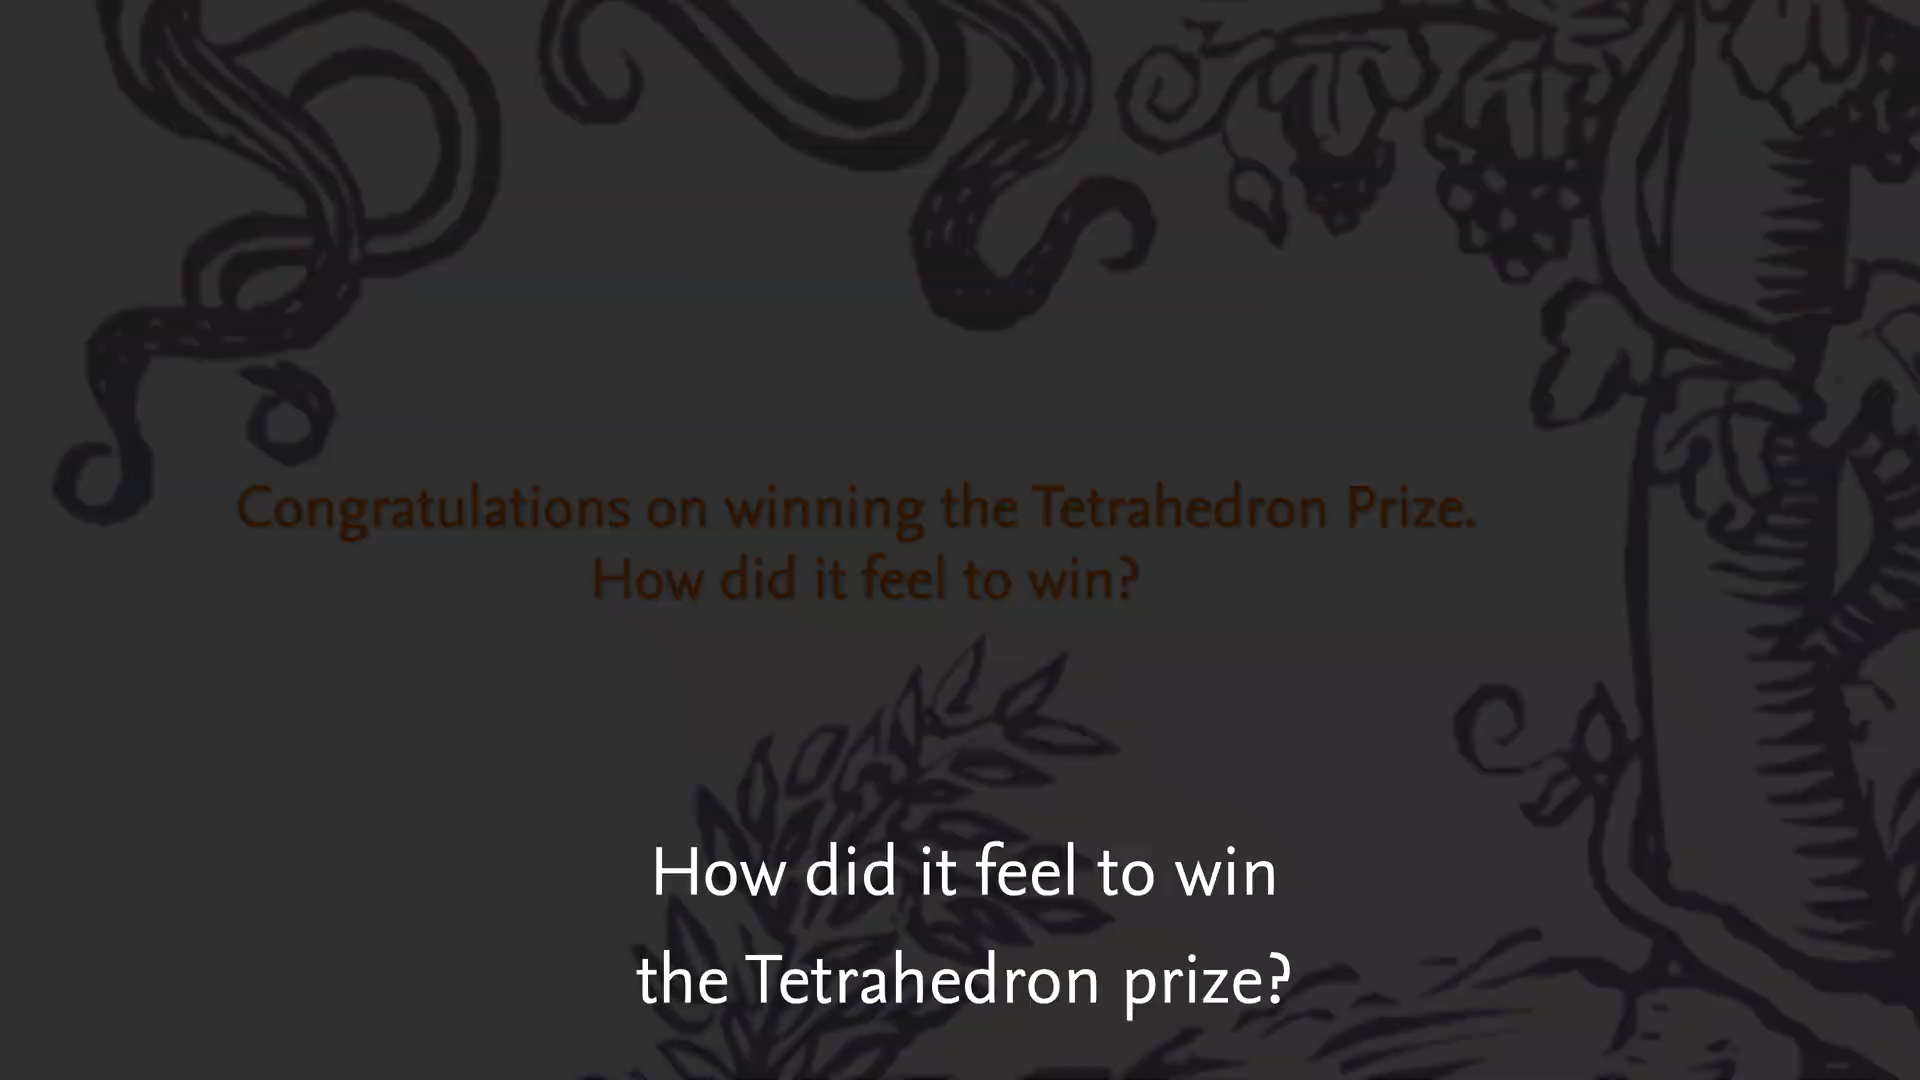 Congratulations on winning the Tetrahedron Prize.
How did it feel to win?
How did it feel to win
the Tetrahedron prize?